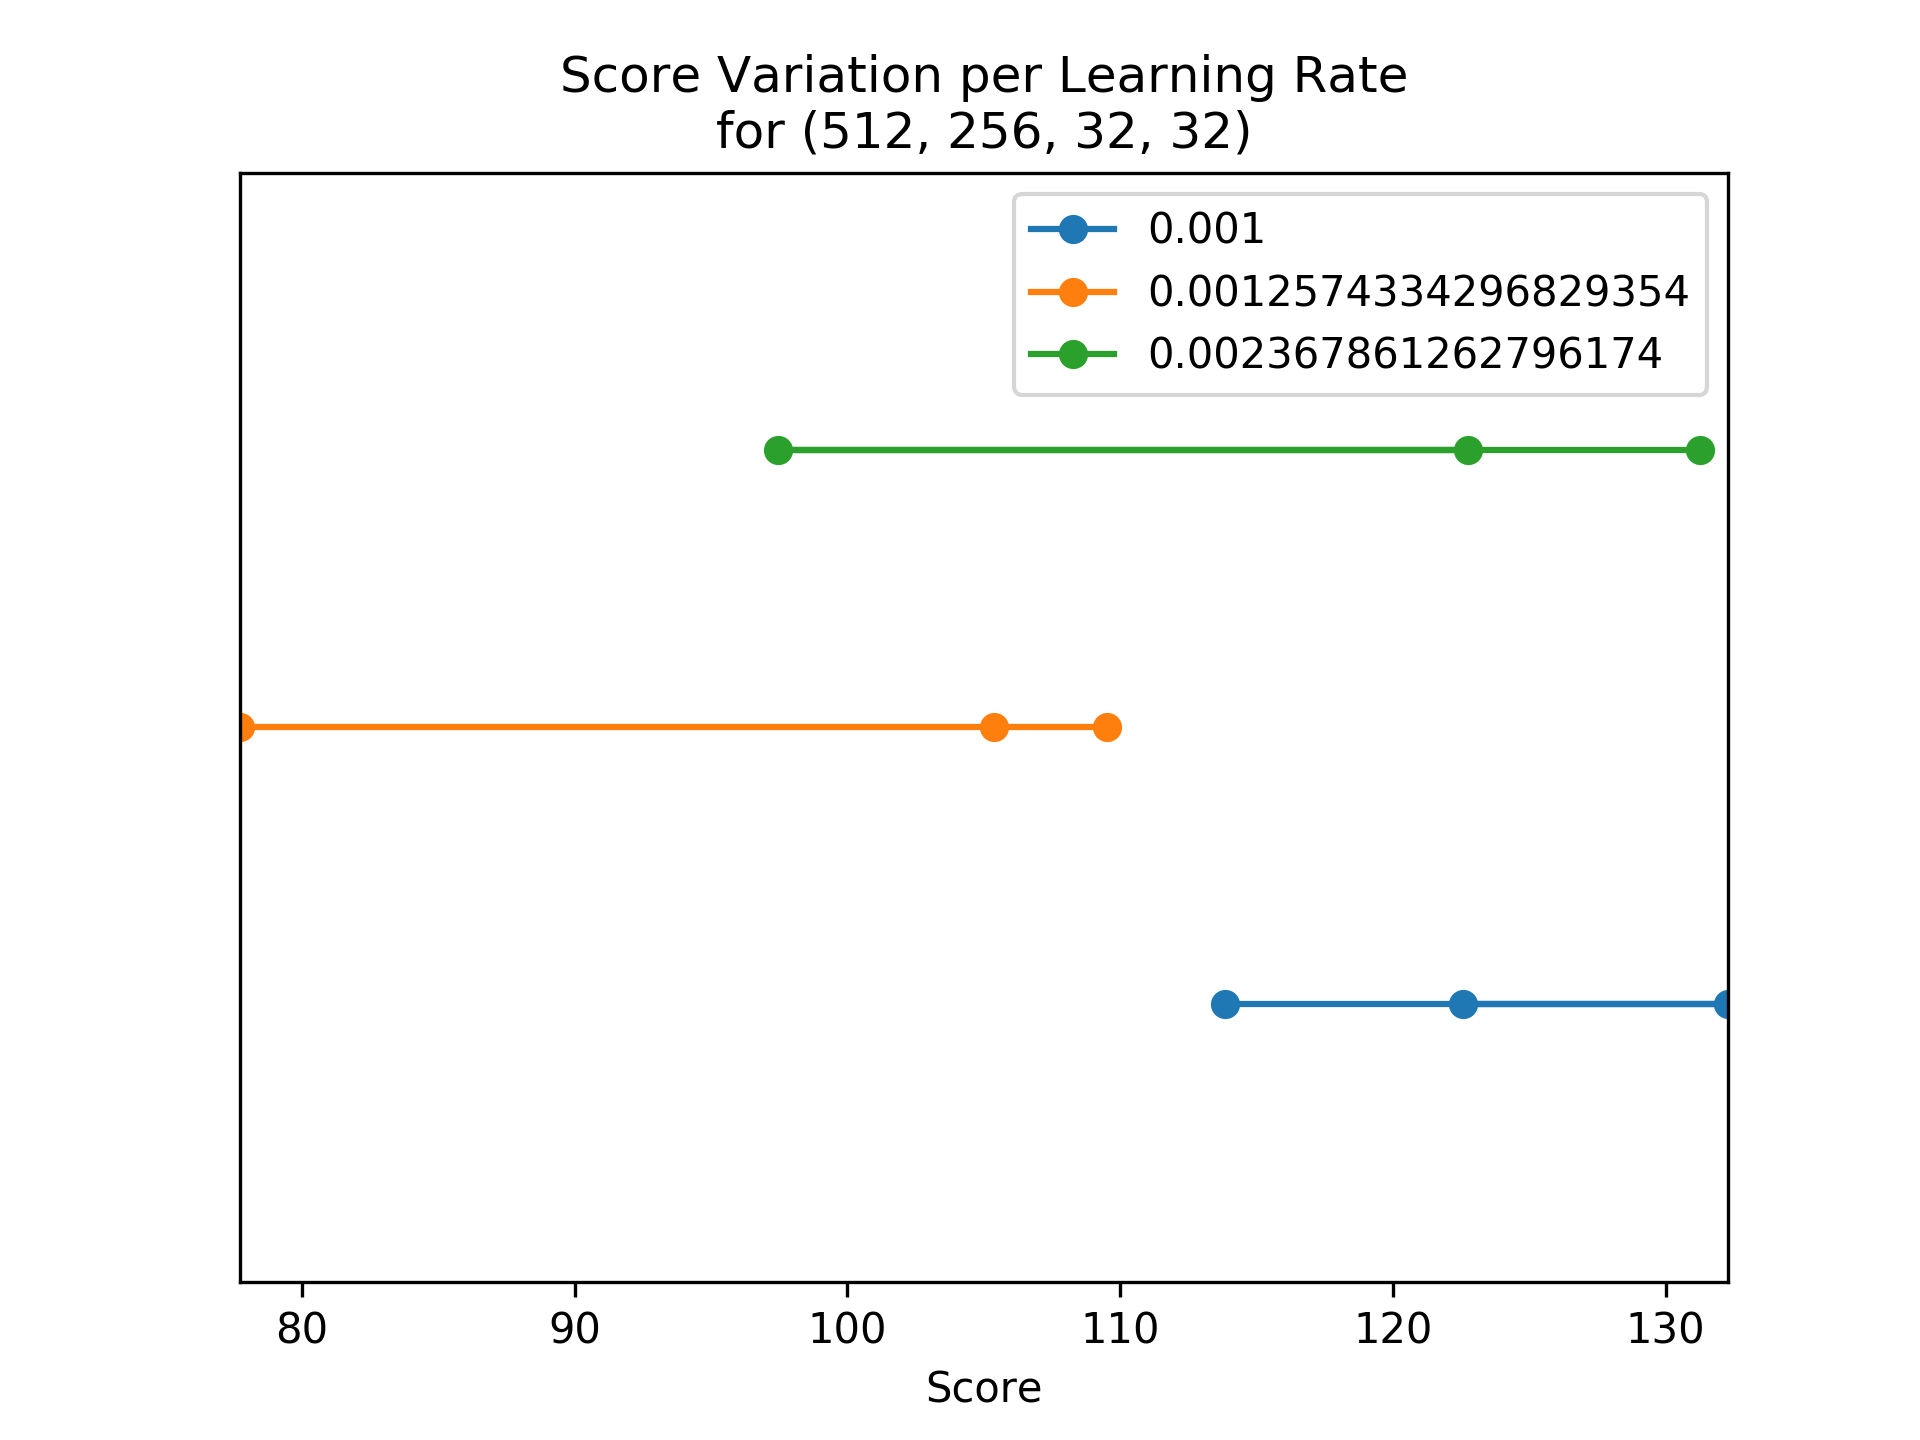 Score Variation per Learning Rate
for (512, 256, 32, 32)
0.001
0.0012574334296829354
0.002367861262796174
80 90 100 110 120 130
Score